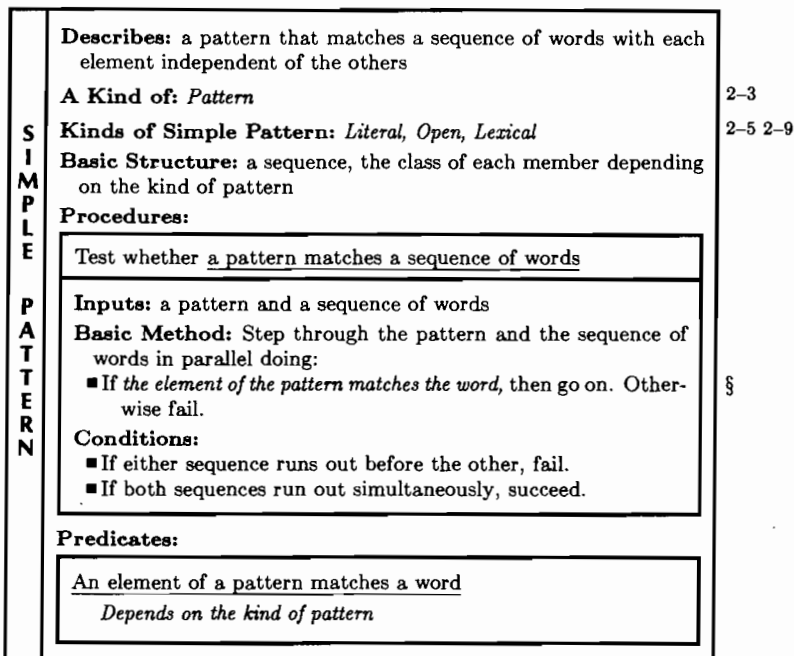 SIMPLE PATTERN
Describes: a pattern that matches a sequence of words with each
element independent of the others
A Kind of: Pattern 2–3
Kinds of Simple Pattern: Literal, Open, Lexical 2–5 2–9
Basic Structure: a sequence, the class of each member depending
on the kind of pattern
Procedures:
Test whether a pattern matches a sequence of words
Inputs: a pattern and a sequence of words
Basic Method: Step through the pattern and the sequence of
words in parallel doing:
■ If the element of the pattern matches the word, then go on. Other- §
wise fail.
Conditions:
■ If either sequence runs out before the other, fail.
■ If both sequences run out simultaneously, succeed.
Predicates:
An element of a pattern matches a word
Depends on the kind of pattern